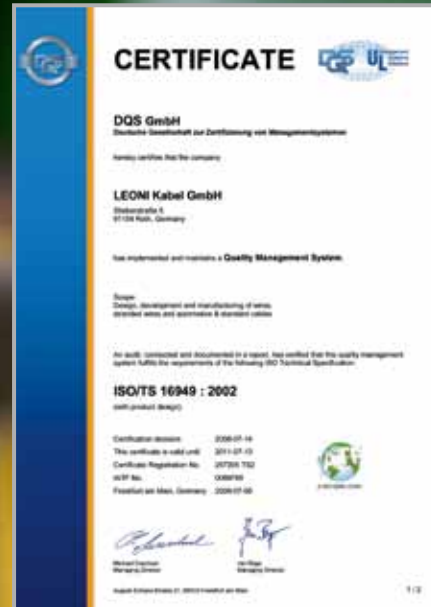 CERTIFICATE
DQS UL
DQS GmbH
Deutsche Gesellschaft zur Zertifizierung von Managementsystemen
hereby certifies that the company
LEONI Kabel GmbH
Stieberstraße 5
91154 Roth, Germany
has implemented and maintains a Quality Management System.
Scope:
Design, development and manufacturing of wires,
stranded wires and automotive & standard cables
An audit, conducted and documented in a report, has verified that this quality management
system fulfills the requirements of the following ISO Technical Specification:
ISO/TS 16949 : 2002
(with product design)
Certification decision
This certificate is valid until 2011-07-13
Certificate Registration No.
IATF No.
Frankfurt am Main, Germany
Managing Director
Managing Director
1 / 2